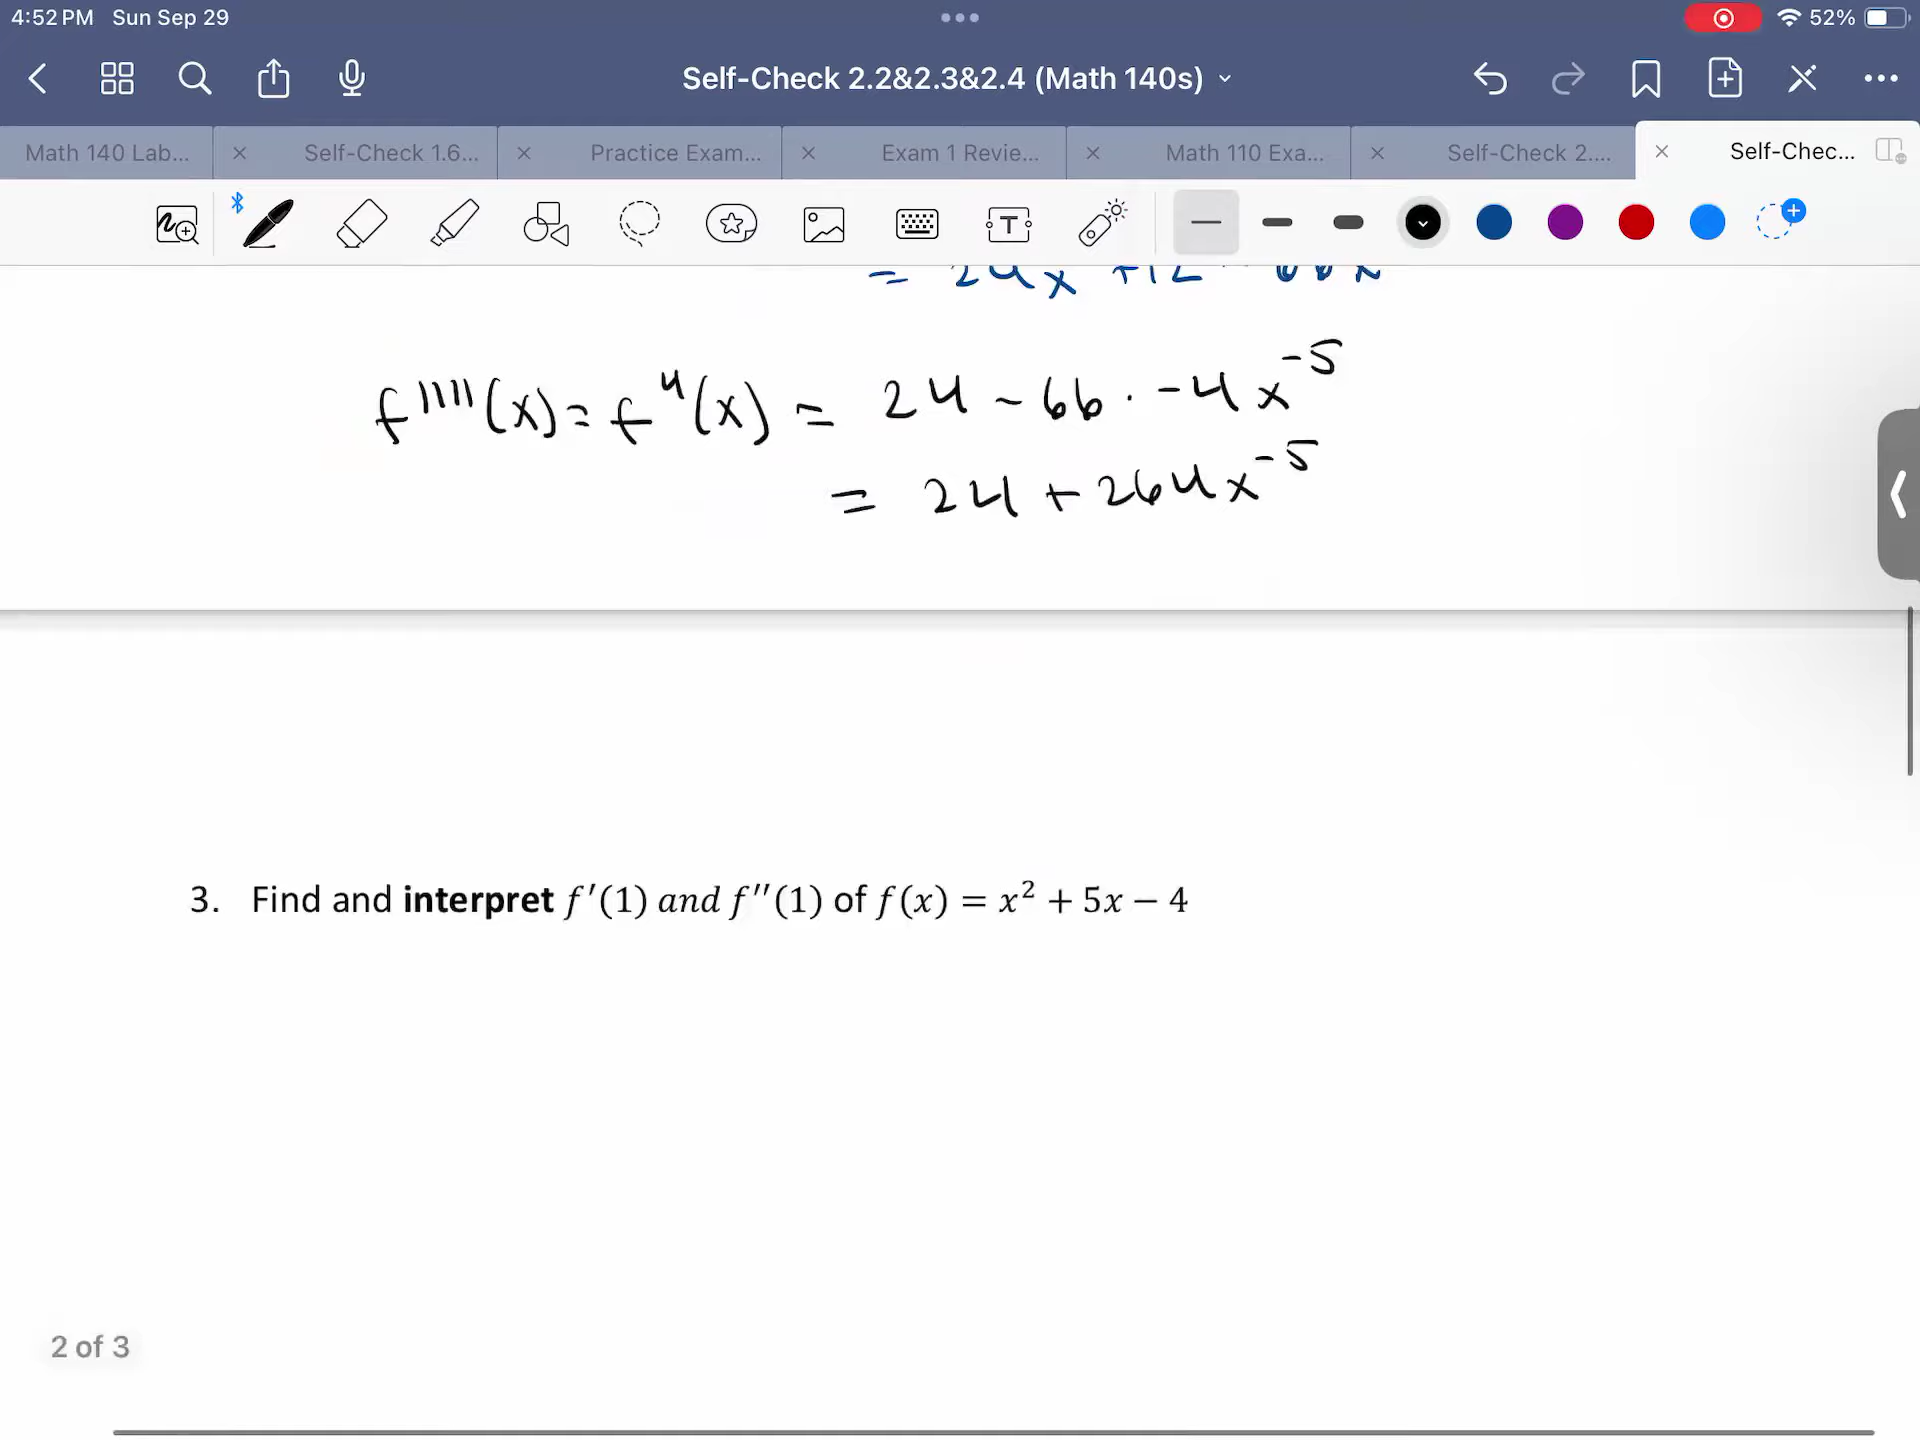 4:52 PM Sun Sep 29
52%
Self-Check 2.2&2.3&2.4 (Math 140s)
Math 140 Lab...
Self-Check 1.6...
Practice Exam...
Exam 1 Revie...
Math 110 Exa...
Self-Check 2....
Self-Chec...
= 24x +12 - 66x
f''''(x) = f⁴(x) = 24 - 66 · -4x⁻⁵
= 24 + 264x⁻⁵
3. Find and interpret f′(1) and f″(1) of f(x) = x² + 5x − 4
2 of 3